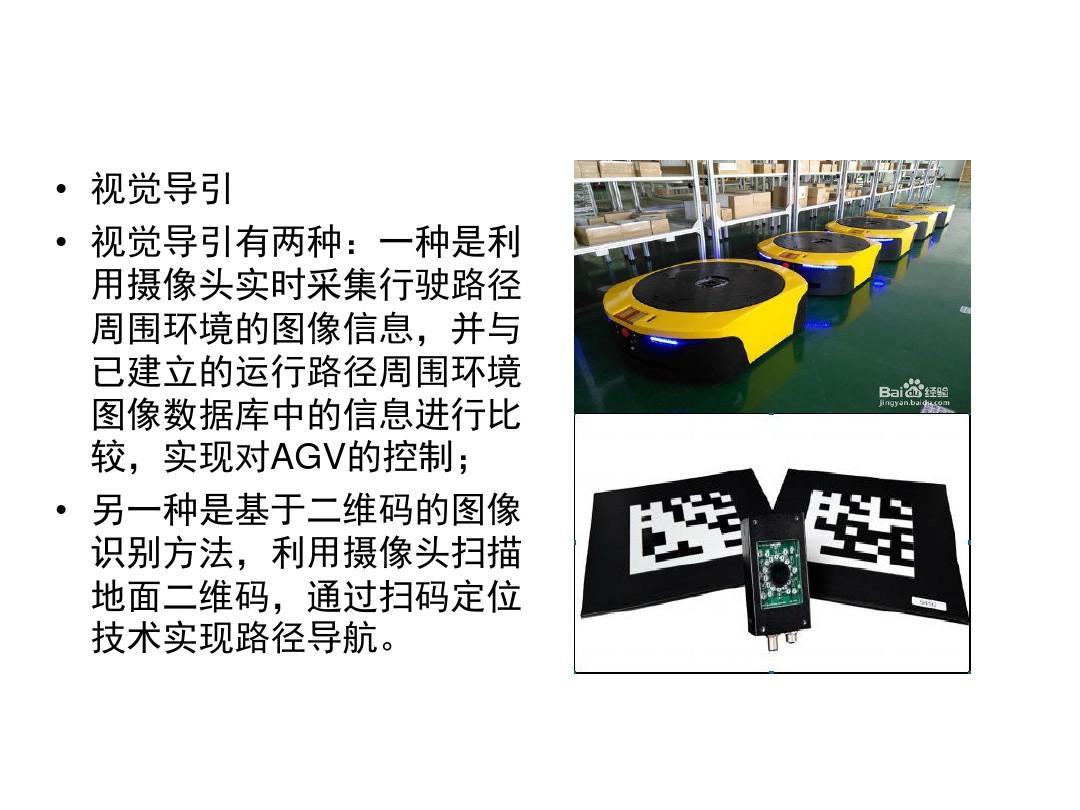 • 视觉导引
• 视觉导引有两种：一种是利
用摄像头实时采集行驶路径
周围环境的图像信息，并与
已建立的运行路径周围环境
图像数据库中的信息进行比
较，实现对AGV的控制；
• 另一种是基于二维码的图像
识别方法，利用摄像头扫描
地面二维码，通过扫码定位
技术实现路径导航。
Bai 经验
jingyan.baidu.com